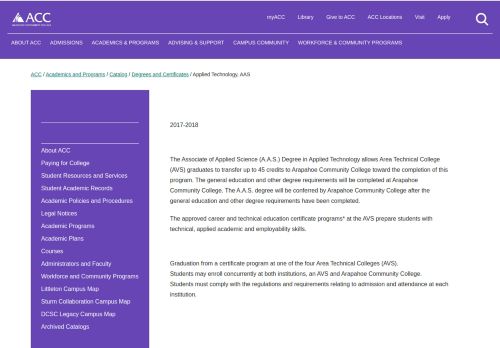 ACC
ARAPAHOE COMMUNITY COLLEGE
myACC Library Give to ACC ACC Locations Visit Apply
ABOUT ACC ADMISSIONS ACADEMICS & PROGRAMS ADVISING & SUPPORT CAMPUS COMMUNITY WORKFORCE & COMMUNITY PROGRAMS
ACC / Academics and Programs / Catalog / Degrees and Certificates / Applied Technology, AAS
About ACC
Paying for College
Student Resources and Services
Student Academic Records
Academic Policies and Procedures
Legal Notices
Academic Programs
Academic Plans
Courses
Administrators and Faculty
Workforce and Community Programs
Littleton Campus Map
Sturm Collaboration Campus Map
DCSC Legacy Campus Map
Archived Catalogs
2017-2018
The Associate of Applied Science (A.A.S.) Degree in Applied Technology allows Area Technical College
(AVS) graduates to transfer up to 45 credits to Arapahoe Community College toward the completion of this
program. The general education and other degree requirements will be completed at Arapahoe
Community College. The A.A.S. degree will be conferred by Arapahoe Community College after the
general education and other degree requirements have been completed.
The approved career and technical education certificate programs* at the AVS prepare students with
technical, applied academic and employability skills.
Graduation from a certificate program at one of the four Area Technical Colleges (AVS).
Students may enroll concurrently at both institutions, an AVS and Arapahoe Community College.
Students must comply with the regulations and requirements relating to admission and attendance at each
institution.